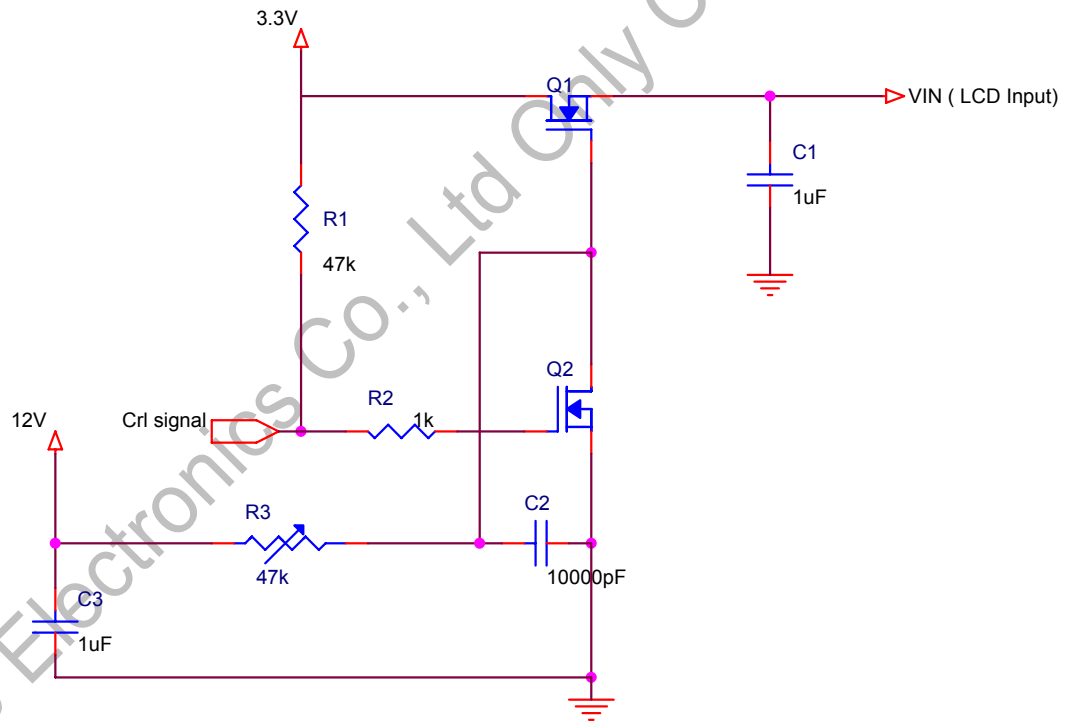 3.3V
Q1
VIN ( LCD Input)
C1
1uF
R1
47k
Q2
R2
1k
12V
Crl signal
R3
47k
C2
10000pF
C3
1uF
Electronics Co., Ltd Only